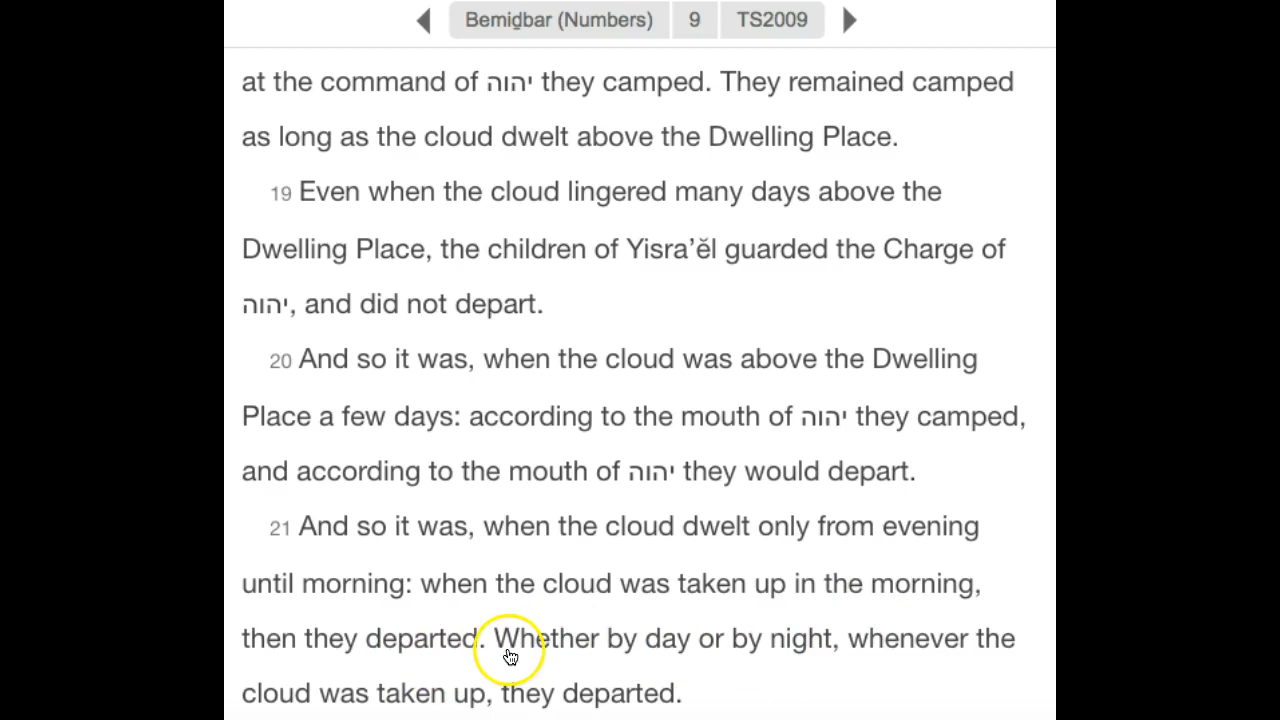 Bemiḏbar (Numbers) 9 TS2009
at the command of יהוה they camped. They remained camped
as long as the cloud dwelt above the Dwelling Place.
19 Even when the cloud lingered many days above the
Dwelling Place, the children of Yisra’ĕl guarded the Charge of
יהוה, and did not depart.
20 And so it was, when the cloud was above the Dwelling
Place a few days: according to the mouth of יהוה they camped,
and according to the mouth of יהוה they would depart.
21 And so it was, when the cloud dwelt only from evening
until morning: when the cloud was taken up in the morning,
then they departed. Whether by day or by night, whenever the
cloud was taken up, they departed.